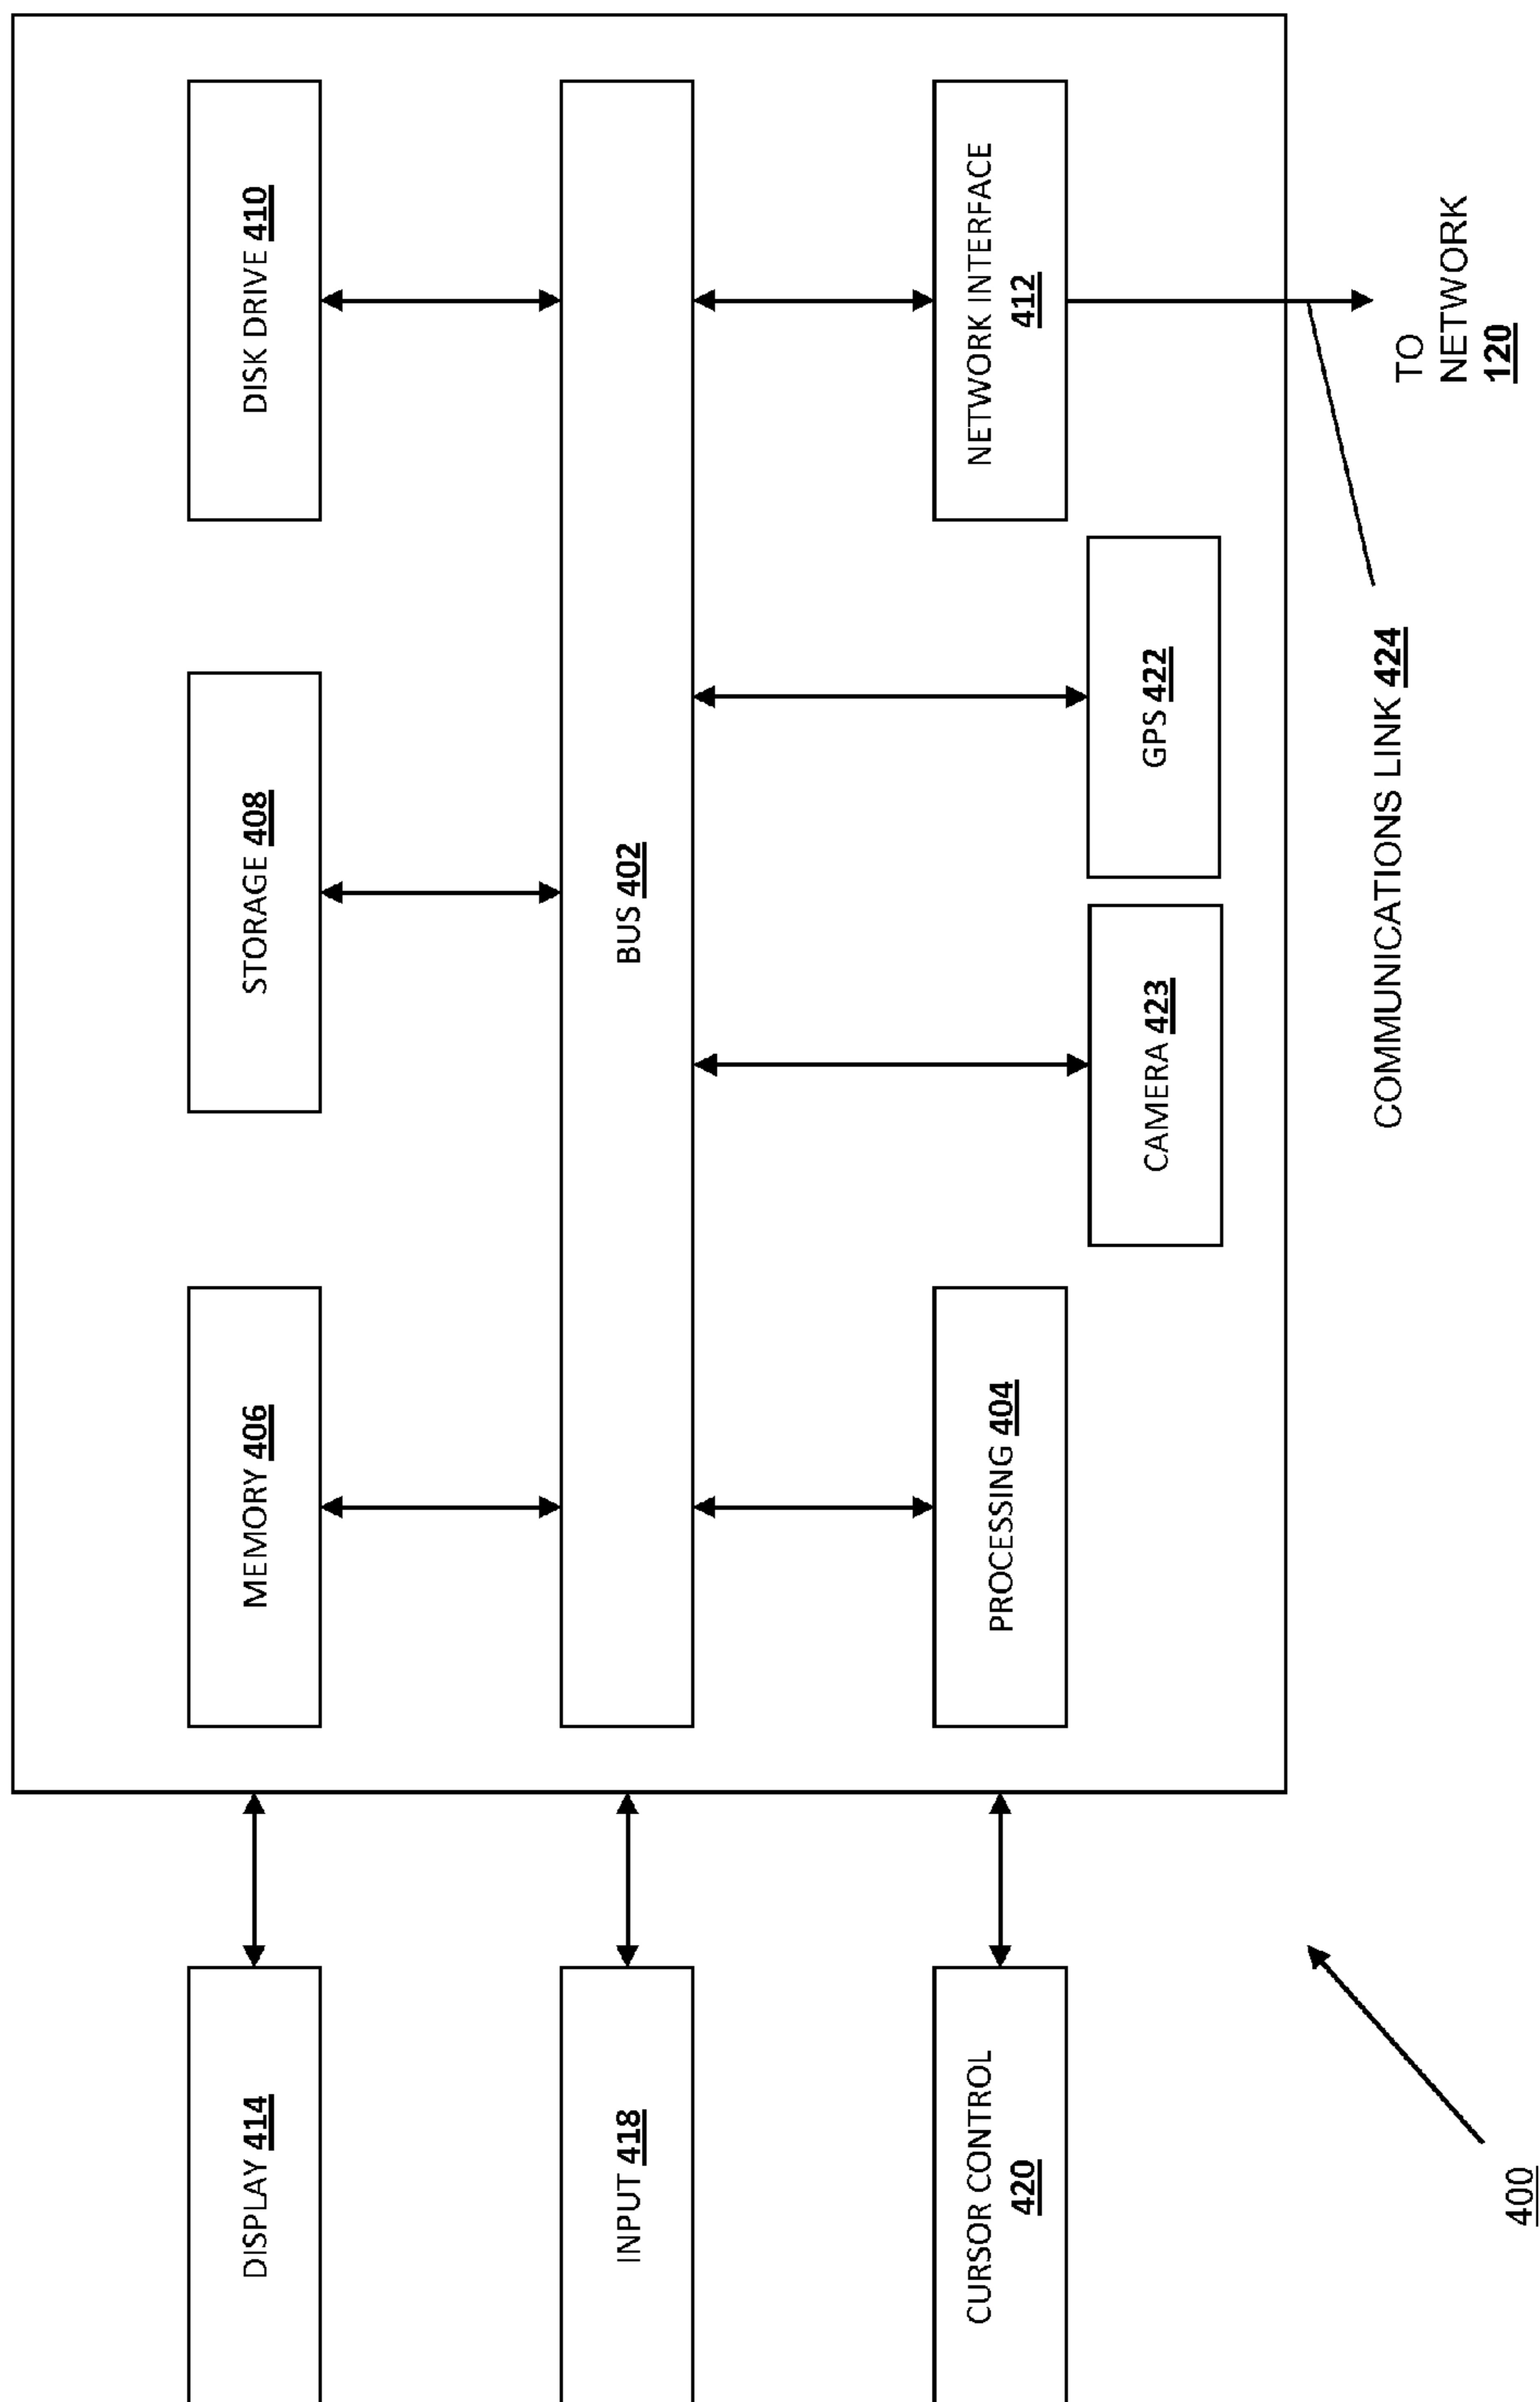 DISPLAY 414
MEMORY 406
STORAGE 408
DISK DRIVE 410
INPUT 418
BUS 402
CURSOR CONTROL
420
PROCESSING 404
CAMERA 423
GPS 422
NETWORK INTERFACE
412
COMMUNICATIONS LINK 424
TO
NETWORK
120
400